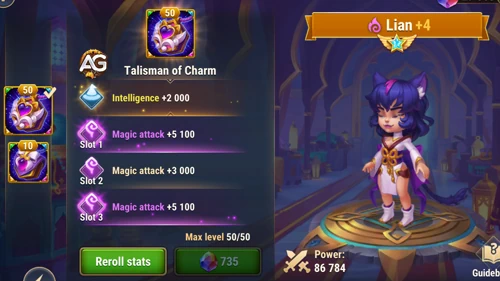 50
AG
Talisman of Charm
Lian +4
50
Intelligence +2 000
Magic attack +5 100
Slot 1
10
Magic attack +3 000
Slot 2
Magic attack +5 100
Slot 3
Max level 50/50
Reroll stats
735
Power:
86 784
?
Guideb